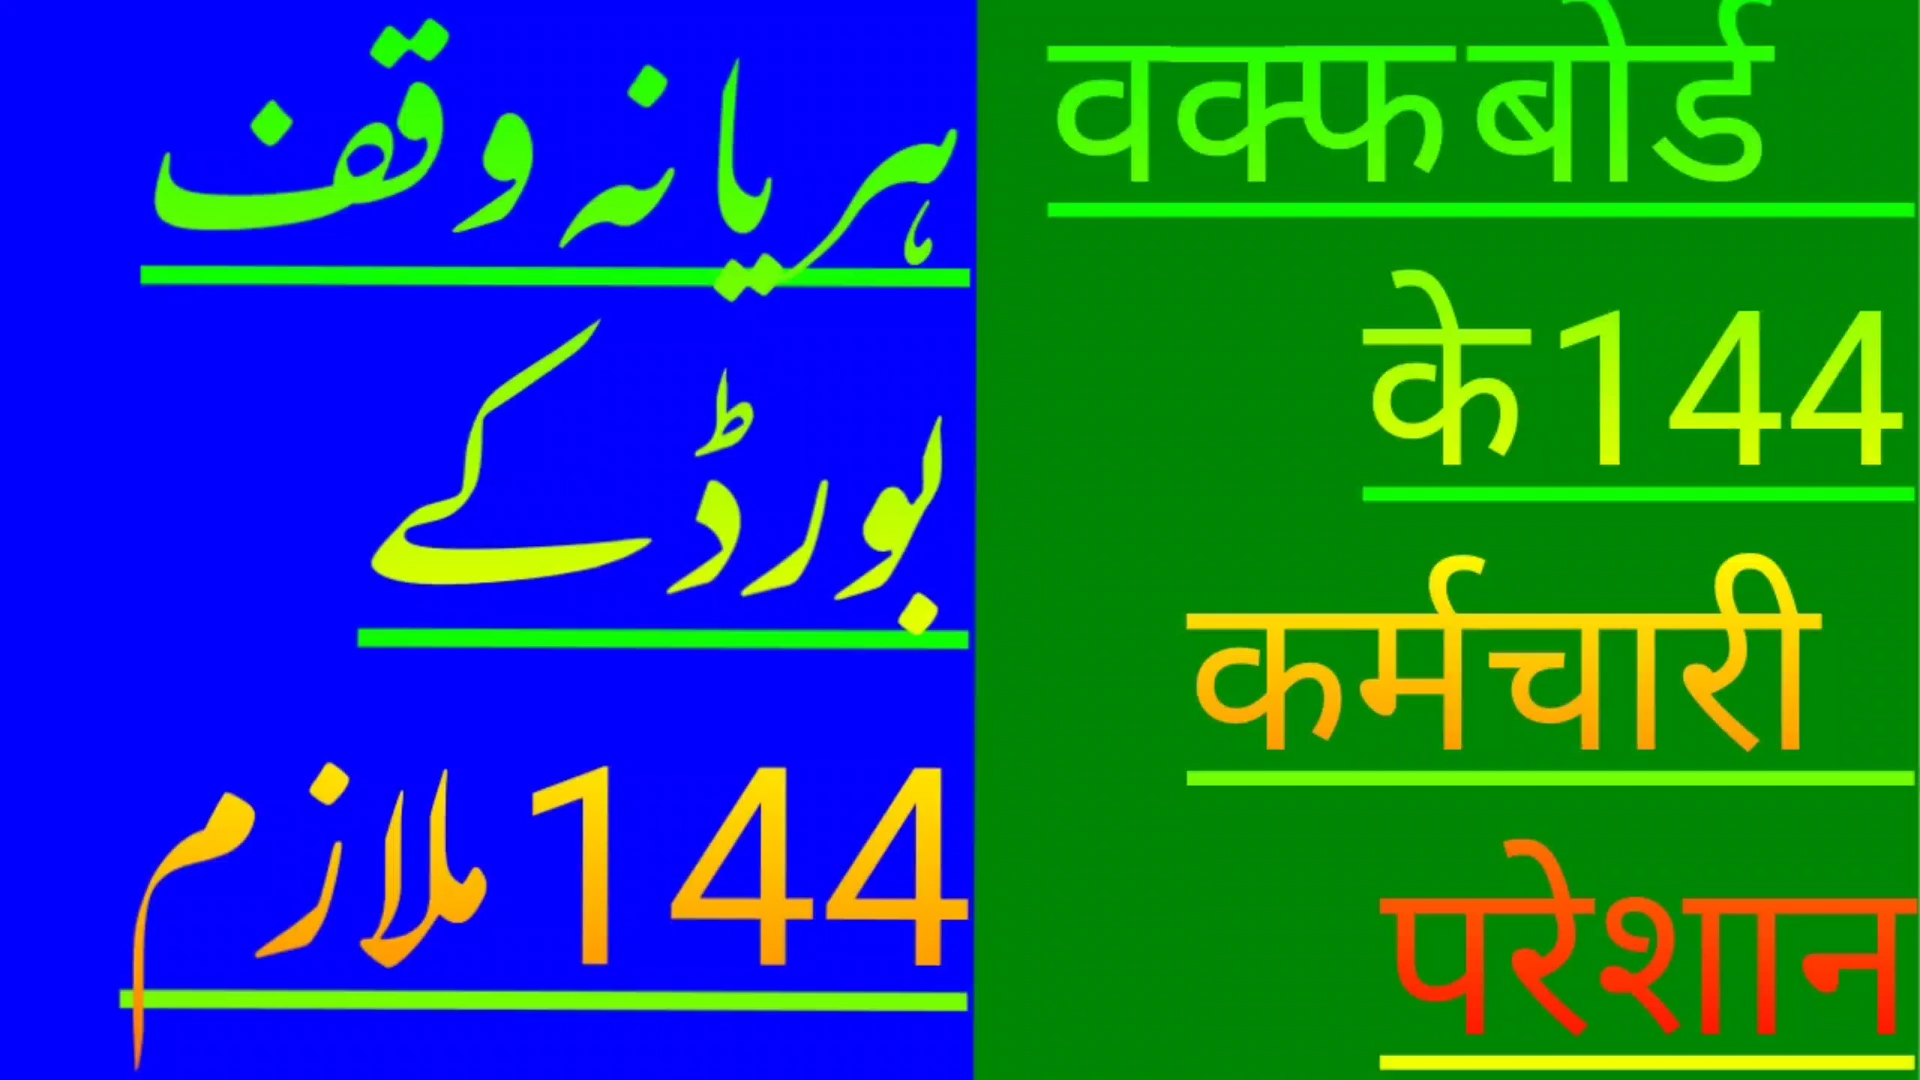 ہریانہ وقف
بورڈ کے
144 ملازم
वक्फ बोर्ड
के 144
कर्मचारी
परेशान